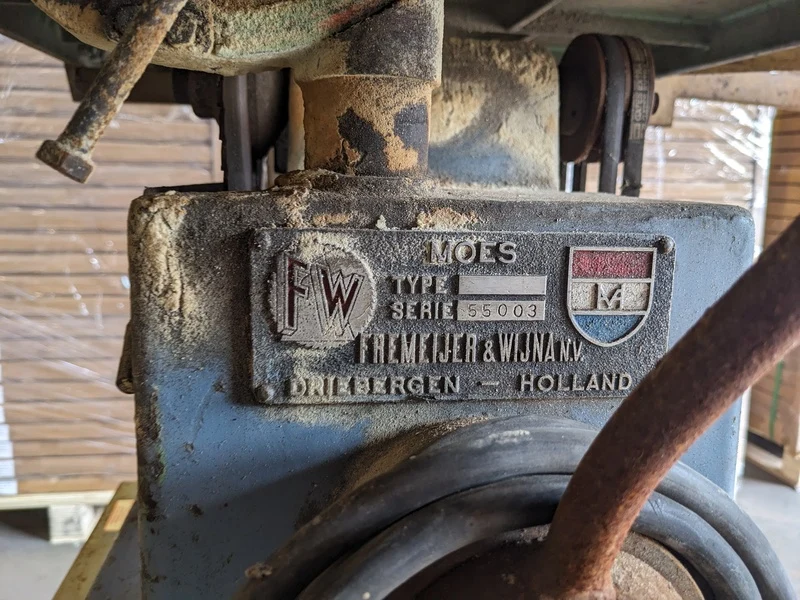 MOES
FW
TYPE
SERIE 55003
FREMEIJER & WIJNA N.V.
DRIEBERGEN — HOLLAND